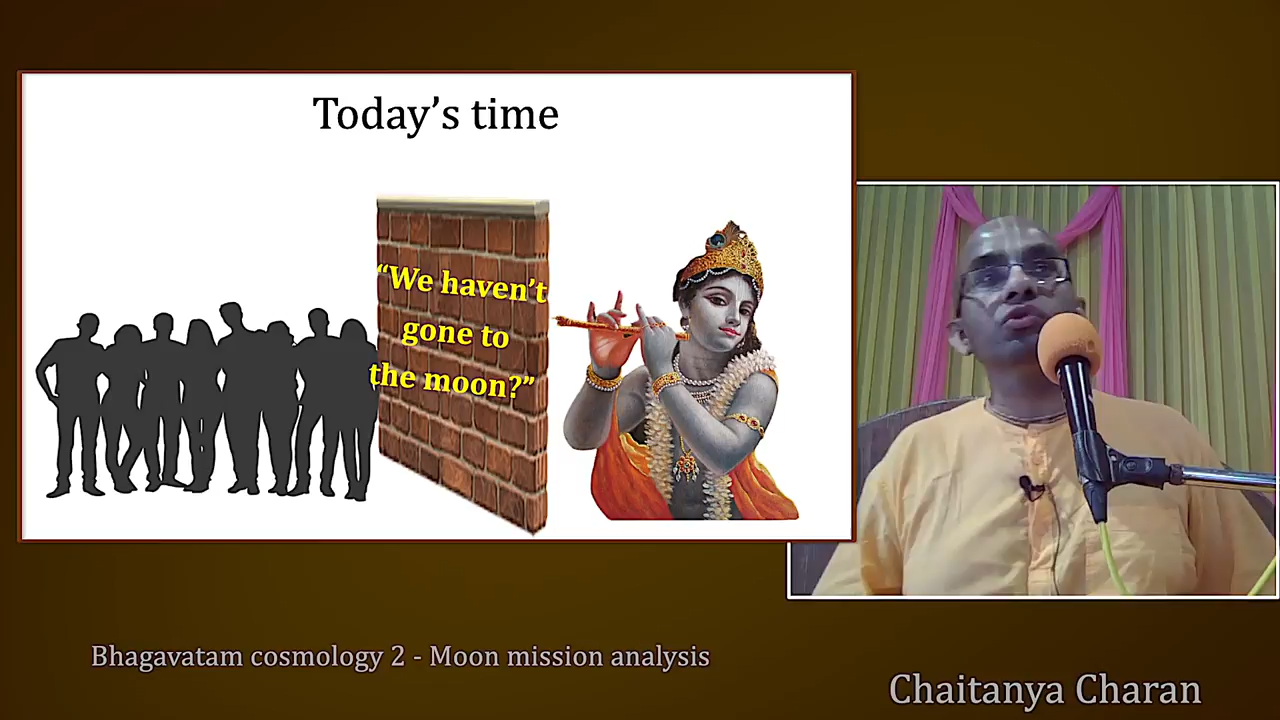 Today’s time
“We haven’t
gone to
the moon?”
Bhagavatam cosmology 2 - Moon mission analysis
Chaitanya Charan